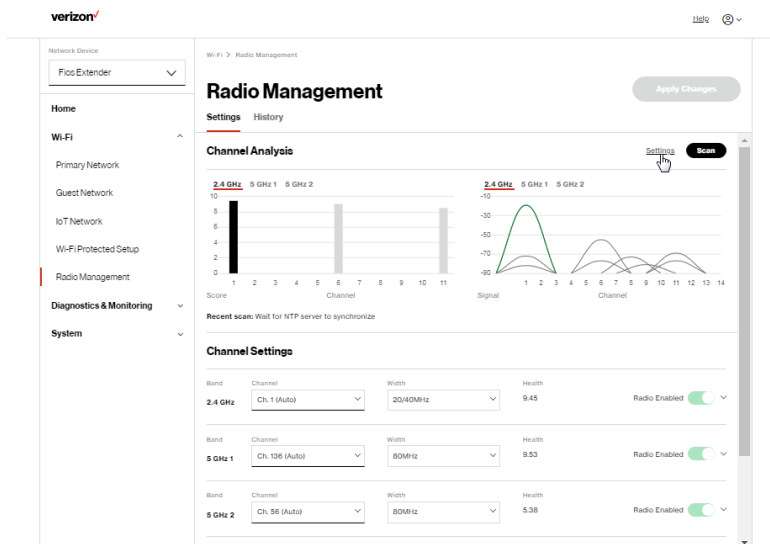 verizon✓
Help
Network Device
Fios Extender
Home
Wi-Fi
Primary Network
Guest Network
IoT Network
Wi-Fi Protected Setup
Radio Management
Diagnostics & Monitoring
System
Wi-Fi > Radio Management
Radio Management
Apply Changes
Settings History
Channel Analysis
Settings Scan
2.4 GHz 5 GHz 1 5 GHz 2
10
8
6
4
2
0
1 2 3 4 5 6 7 8 9 10 11
Score Channel
2.4 GHz 5 GHz 1 5 GHz 2
-10
-30
-50
-70
-90
1 2 3 4 5 6 7 8 9 10 11 12 13 14
Signal Channel
Recent scan: Wait for NTP server to synchronize
Channel Settings
Band Channel Width Health
2.4 GHz Ch. 1 (Auto) 20/40MHz 9.45 Radio Enabled
Band Channel Width Health
5 GHz 1 Ch. 136 (Auto) 80MHz 9.53 Radio Enabled
Band Channel Width Health
5 GHz 2 Ch. 56 (Auto) 80MHz 5.38 Radio Enabled